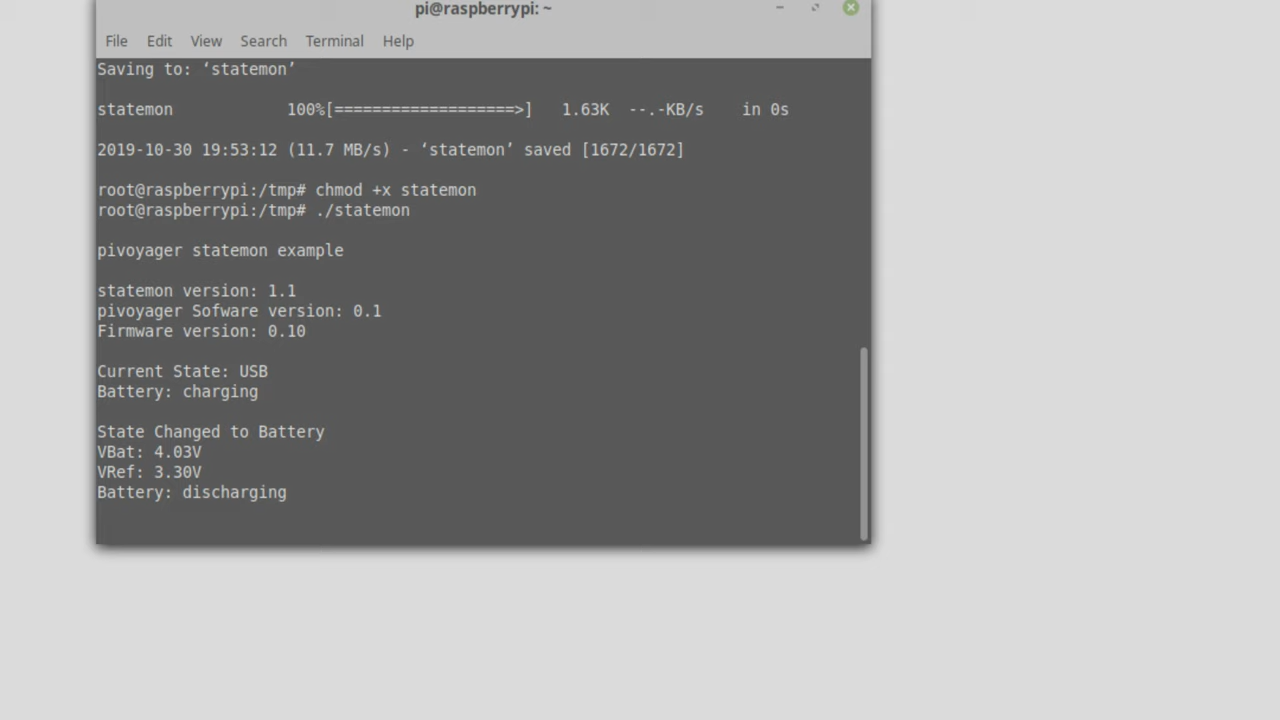 pi@raspberrypi: ~
File Edit View Search Terminal Help
Saving to: ‘statemon’
statemon 100%[===================>] 1.63K --.-KB/s in 0s
2019-10-30 19:53:12 (11.7 MB/s) - ‘statemon’ saved [1672/1672]
root@raspberrypi:/tmp# chmod +x statemon
root@raspberrypi:/tmp# ./statemon
pivoyager statemon example
statemon version: 1.1
pivoyager Sofware version: 0.1
Firmware version: 0.10
Current State: USB
Battery: charging
State Changed to Battery
VBat: 4.03V
VRef: 3.30V
Battery: discharging